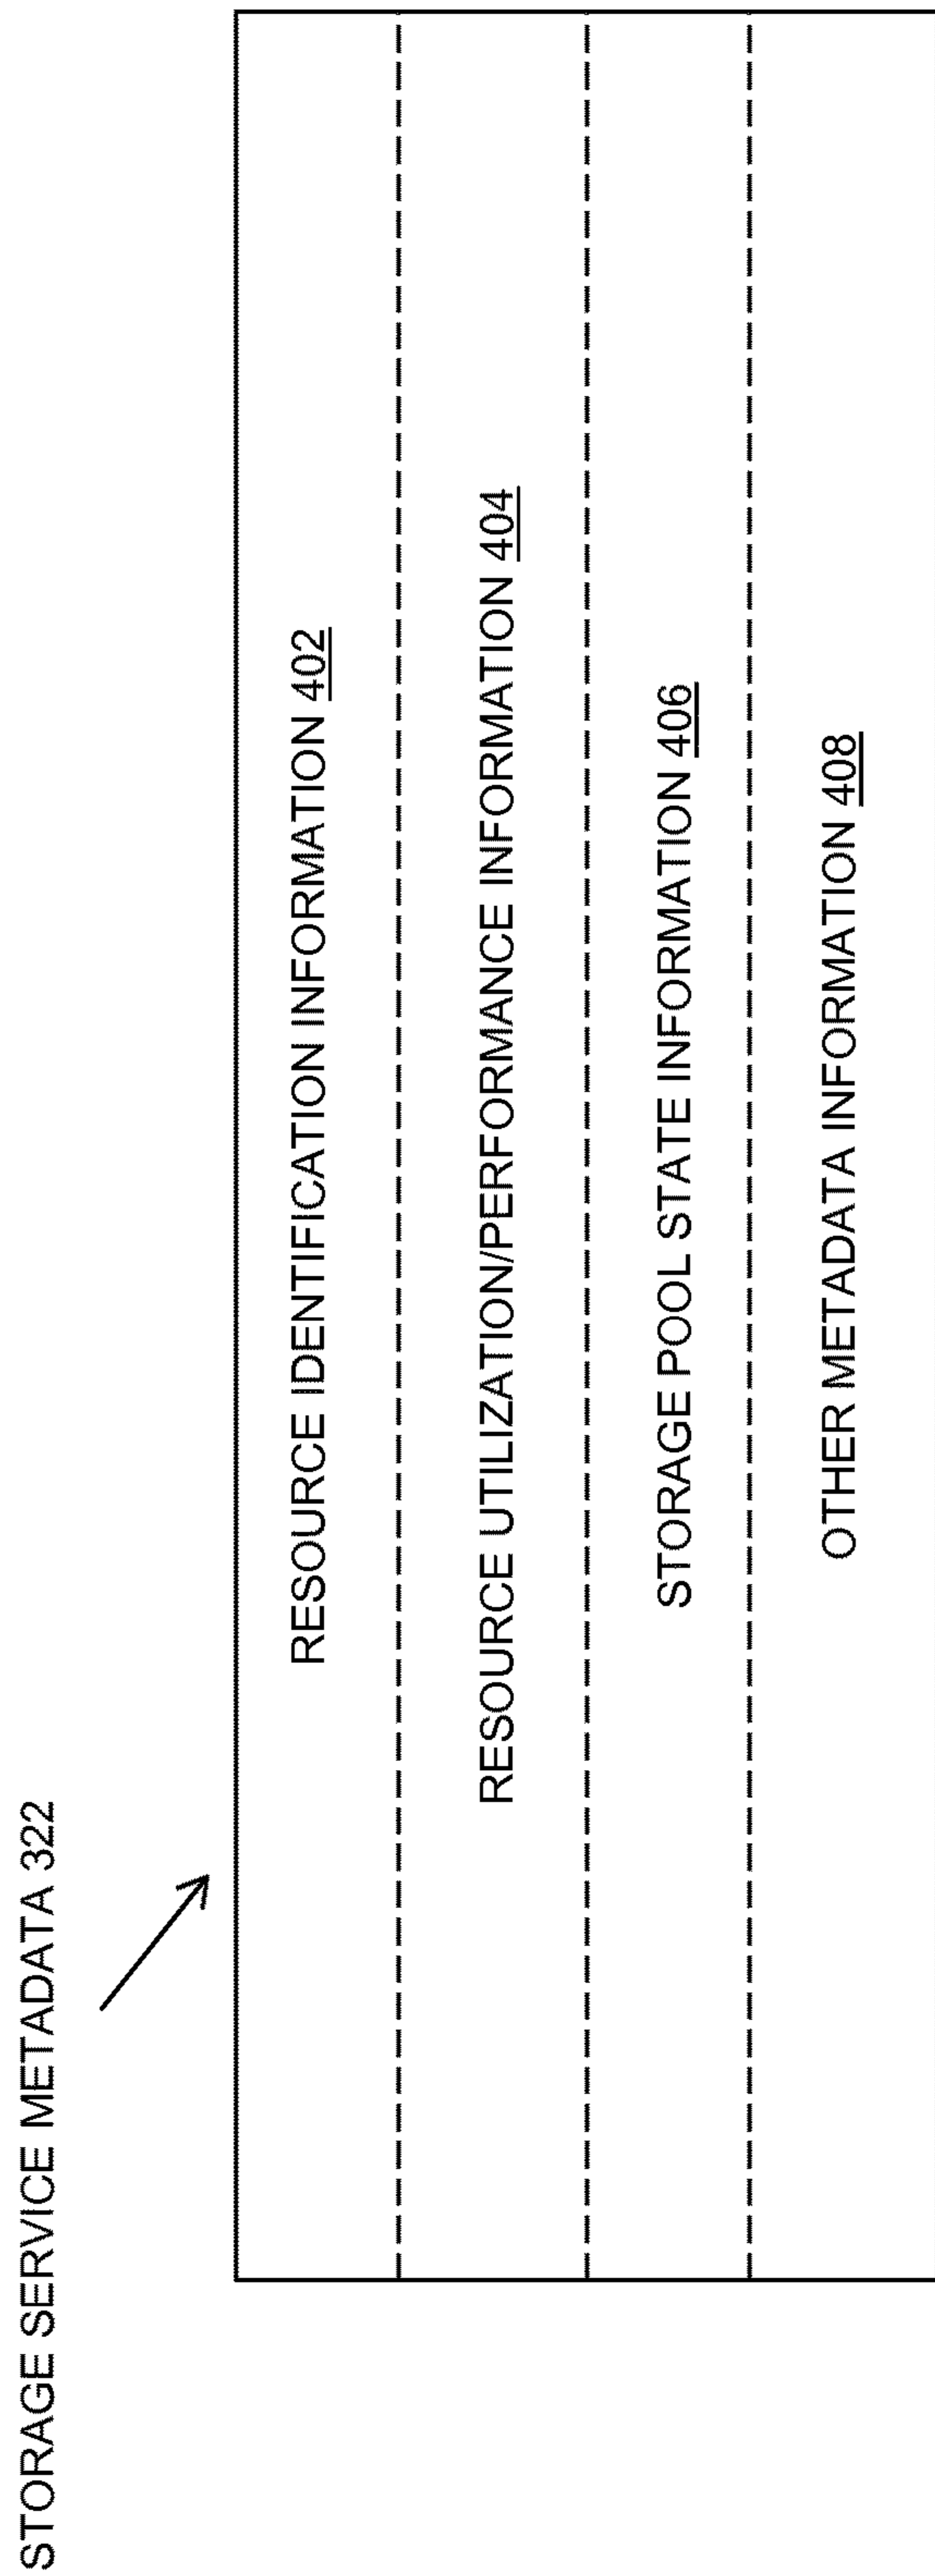 STORAGE SERVICE METADATA 322
RESOURCE IDENTIFICATION INFORMATION 402
RESOURCE UTILIZATION/PERFORMANCE INFORMATION 404
STORAGE POOL STATE INFORMATION 406
OTHER METADATA INFORMATION 408